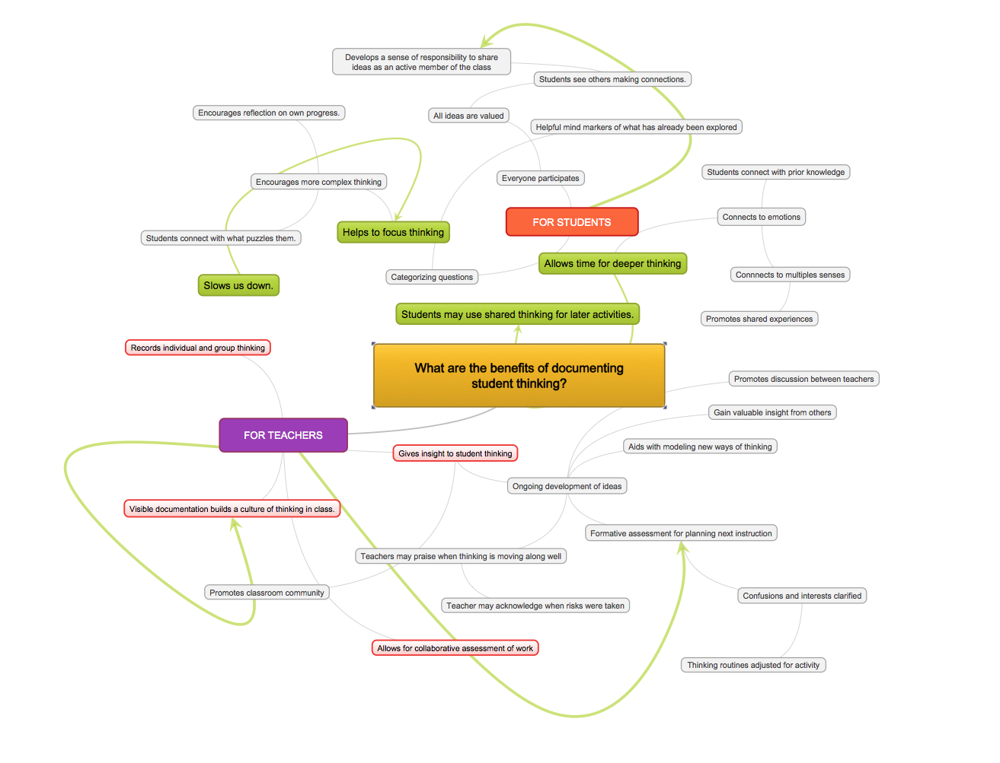 Develops a sense of responsibility to share
ideas as an active member of the class
Students see others making connections.
Encourages reflection on own progress.
All ideas are valued
Helpful mind markers of what has already been explored
Students connect with prior knowledge
Everyone participates
Encourages more complex thinking
Connects to emotions
FOR STUDENTS
Helps to focus thinking
Students connect with what puzzles them.
Allows time for deeper thinking
Connnects to multiples senses
Categorizing questions
Slows us down.
Students may use shared thinking for later activities.
Promotes shared experiences
Records individual and group thinking
What are the benefits of documenting
student thinking?
Promotes discussion between teachers
Gain valuable insight from others
FOR TEACHERS
Aids with modeling new ways of thinking
Gives insight to student thinking
Ongoing development of ideas
Visible documentation builds a culture of thinking in class.
Formative assessment for planning next instruction
Teachers may praise when thinking is moving along well
Promotes classroom community
Confusions and interests clarified
Teacher may acknowledge when risks were taken
Allows for collaborative assessment of work
Thinking routines adjusted for activity